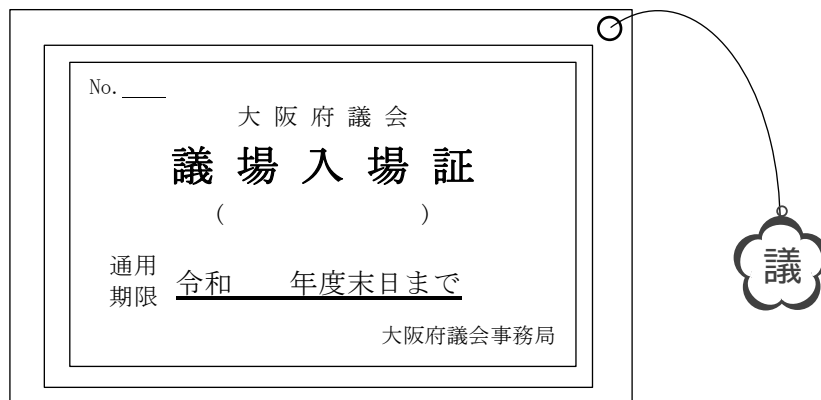 No.____
大 阪 府 議 会
議 場 入 場 証
(　　　　　　　　)
通用
期限
令和　　年度末日まで
大阪府議会事務局
議